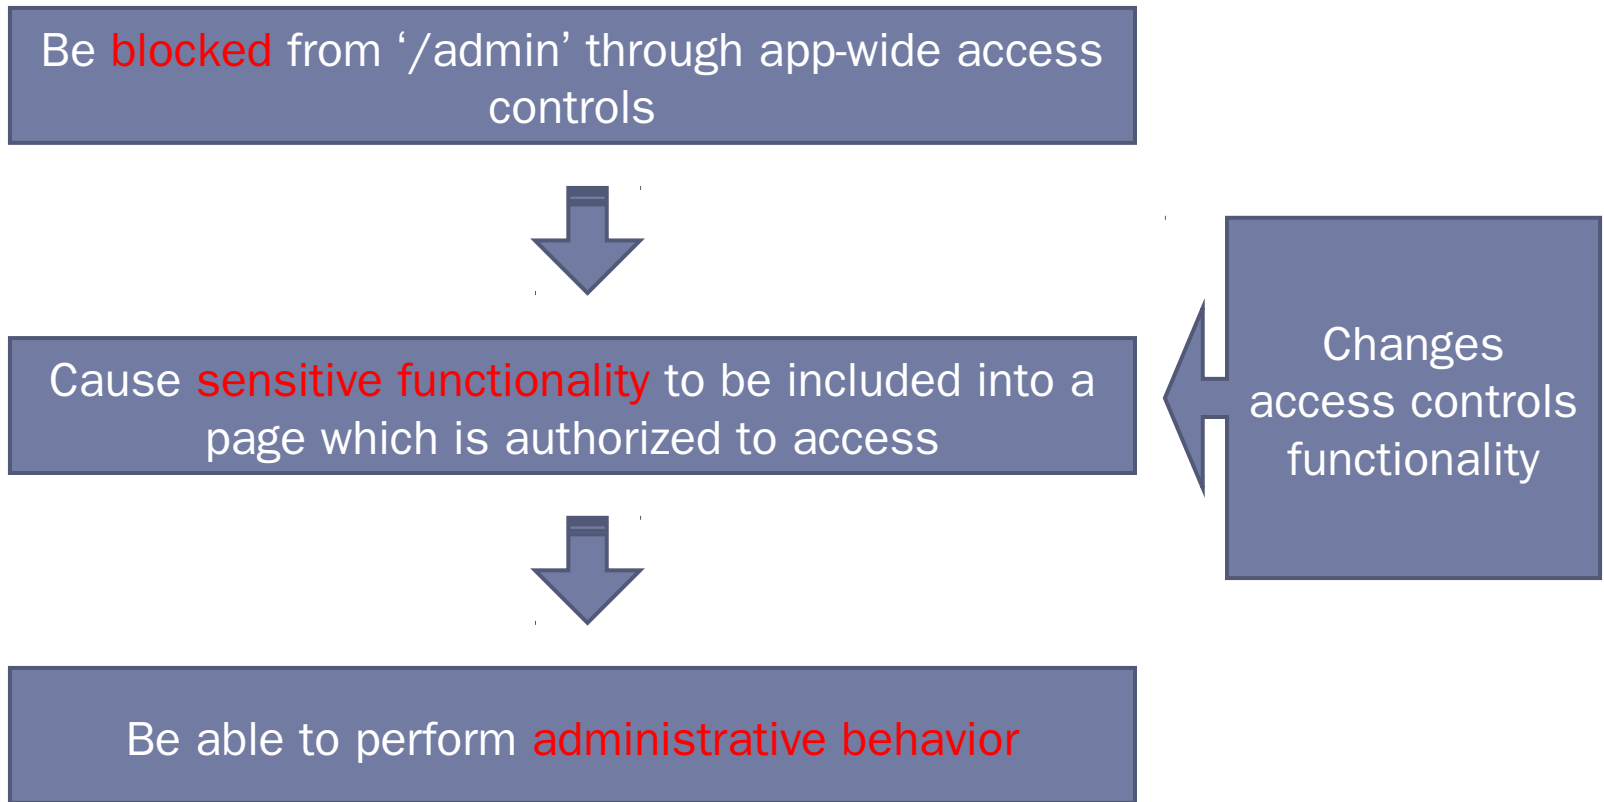 Be blocked from ‘/admin’ through app-wide access
controls
Cause sensitive functionality to be included into a
page which is authorized to access
Changes
access controls
functionality
Be able to perform administrative behavior